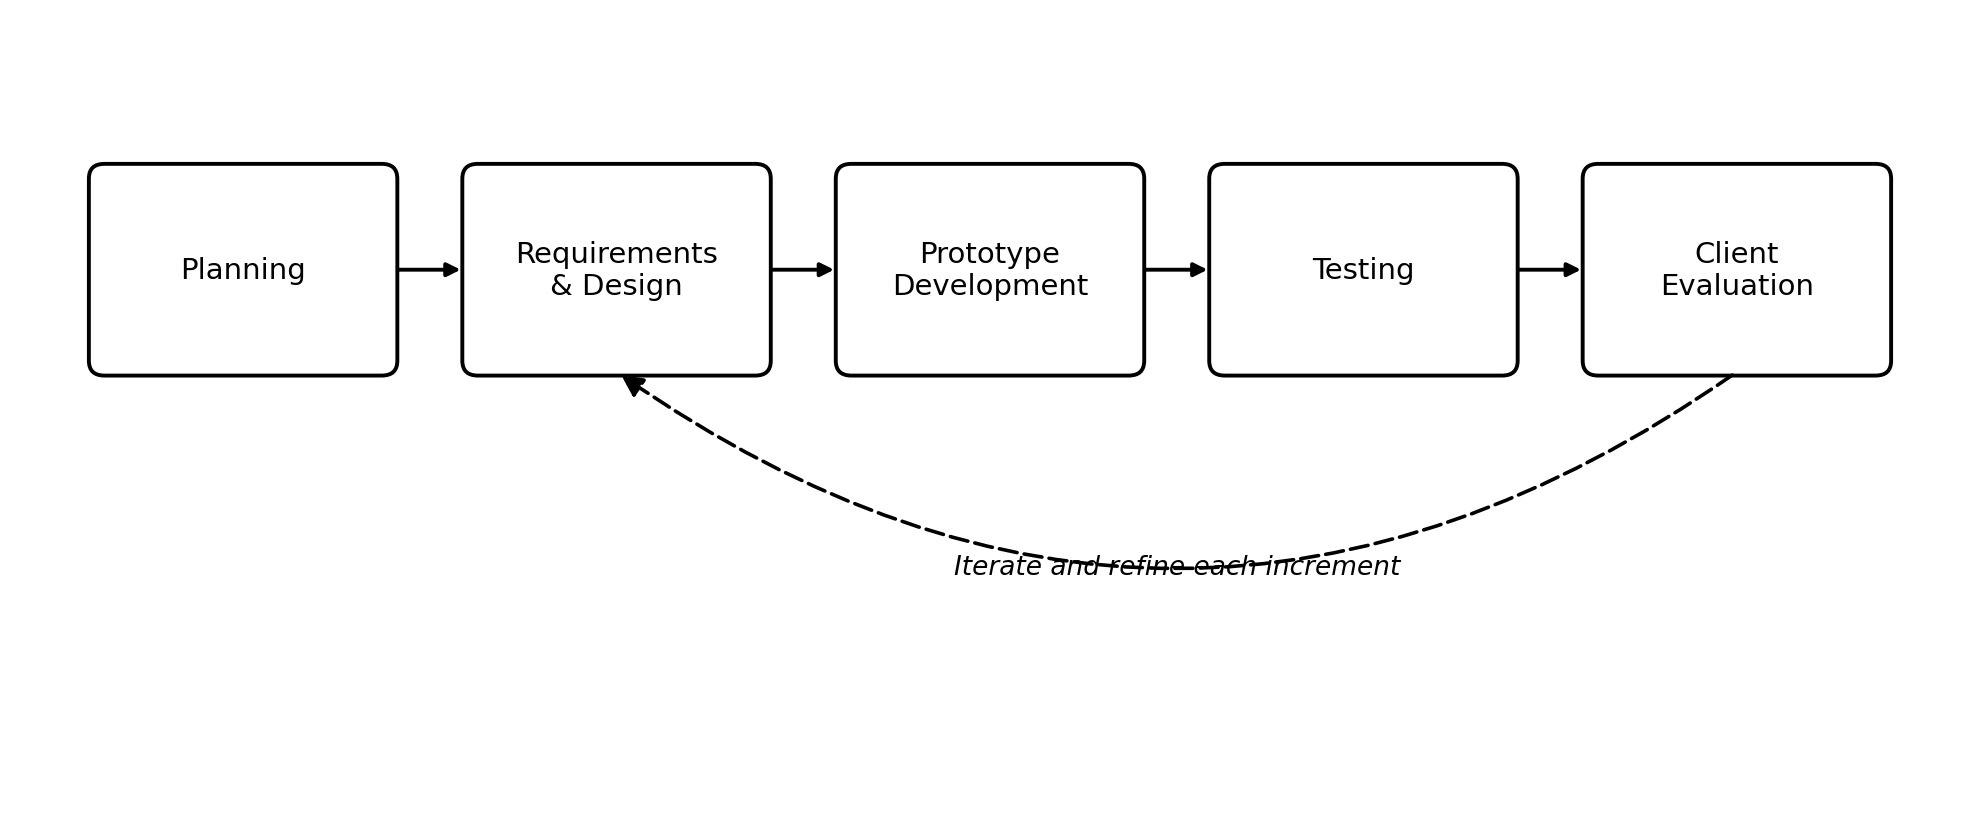 Planning
Requirements
& Design
Prototype
Development
Testing
Client
Evaluation
Iterate and refine each increment